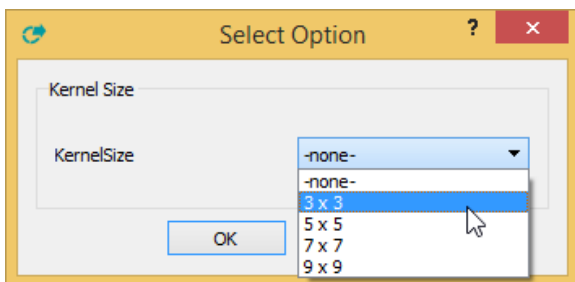 Select Option ? ×
Kernel Size
KernelSize -none-
-none-
3 x 3
5 x 5
OK
7 x 7
9 x 9